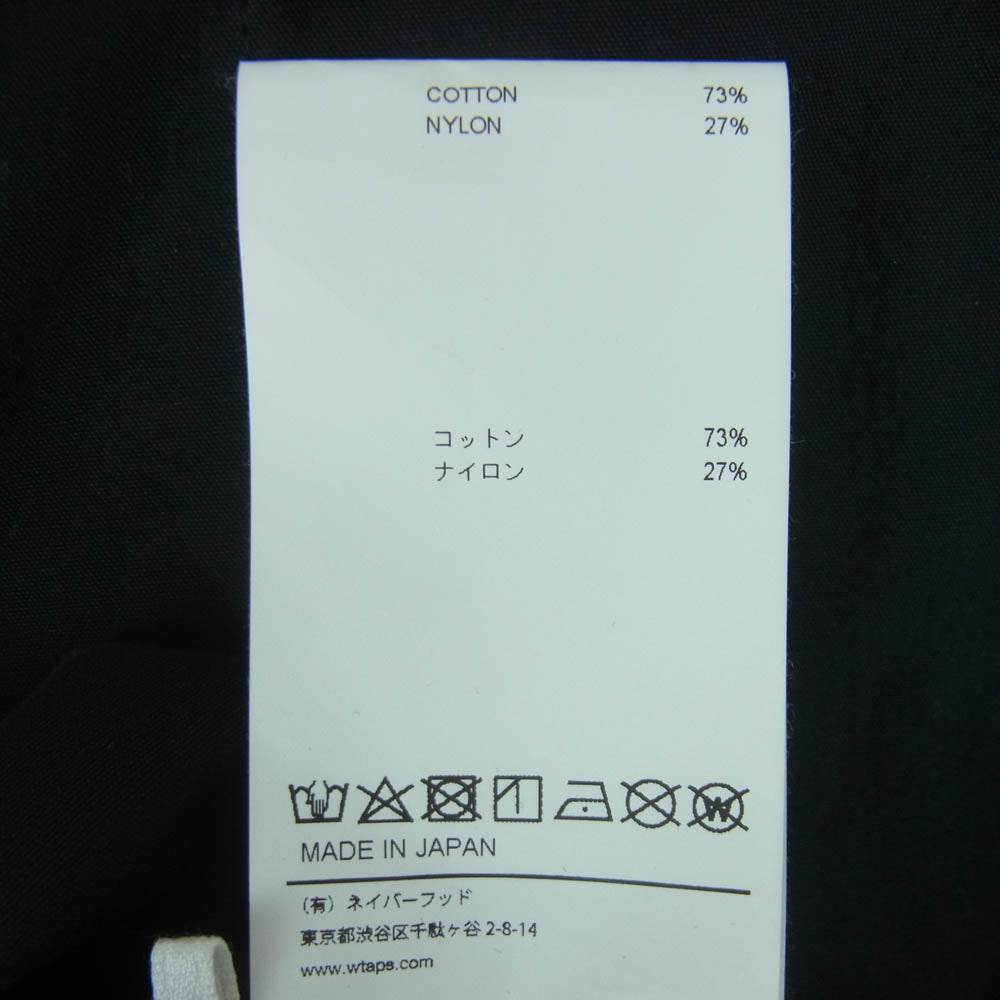 COTTON 73%
NYLON 27%
コットン 73%
ナイロン 27%
W
MADE IN JAPAN
(有) ネイバーフッド
東京都渋谷区千駄ヶ谷 2-8-14
www.wtaps.com